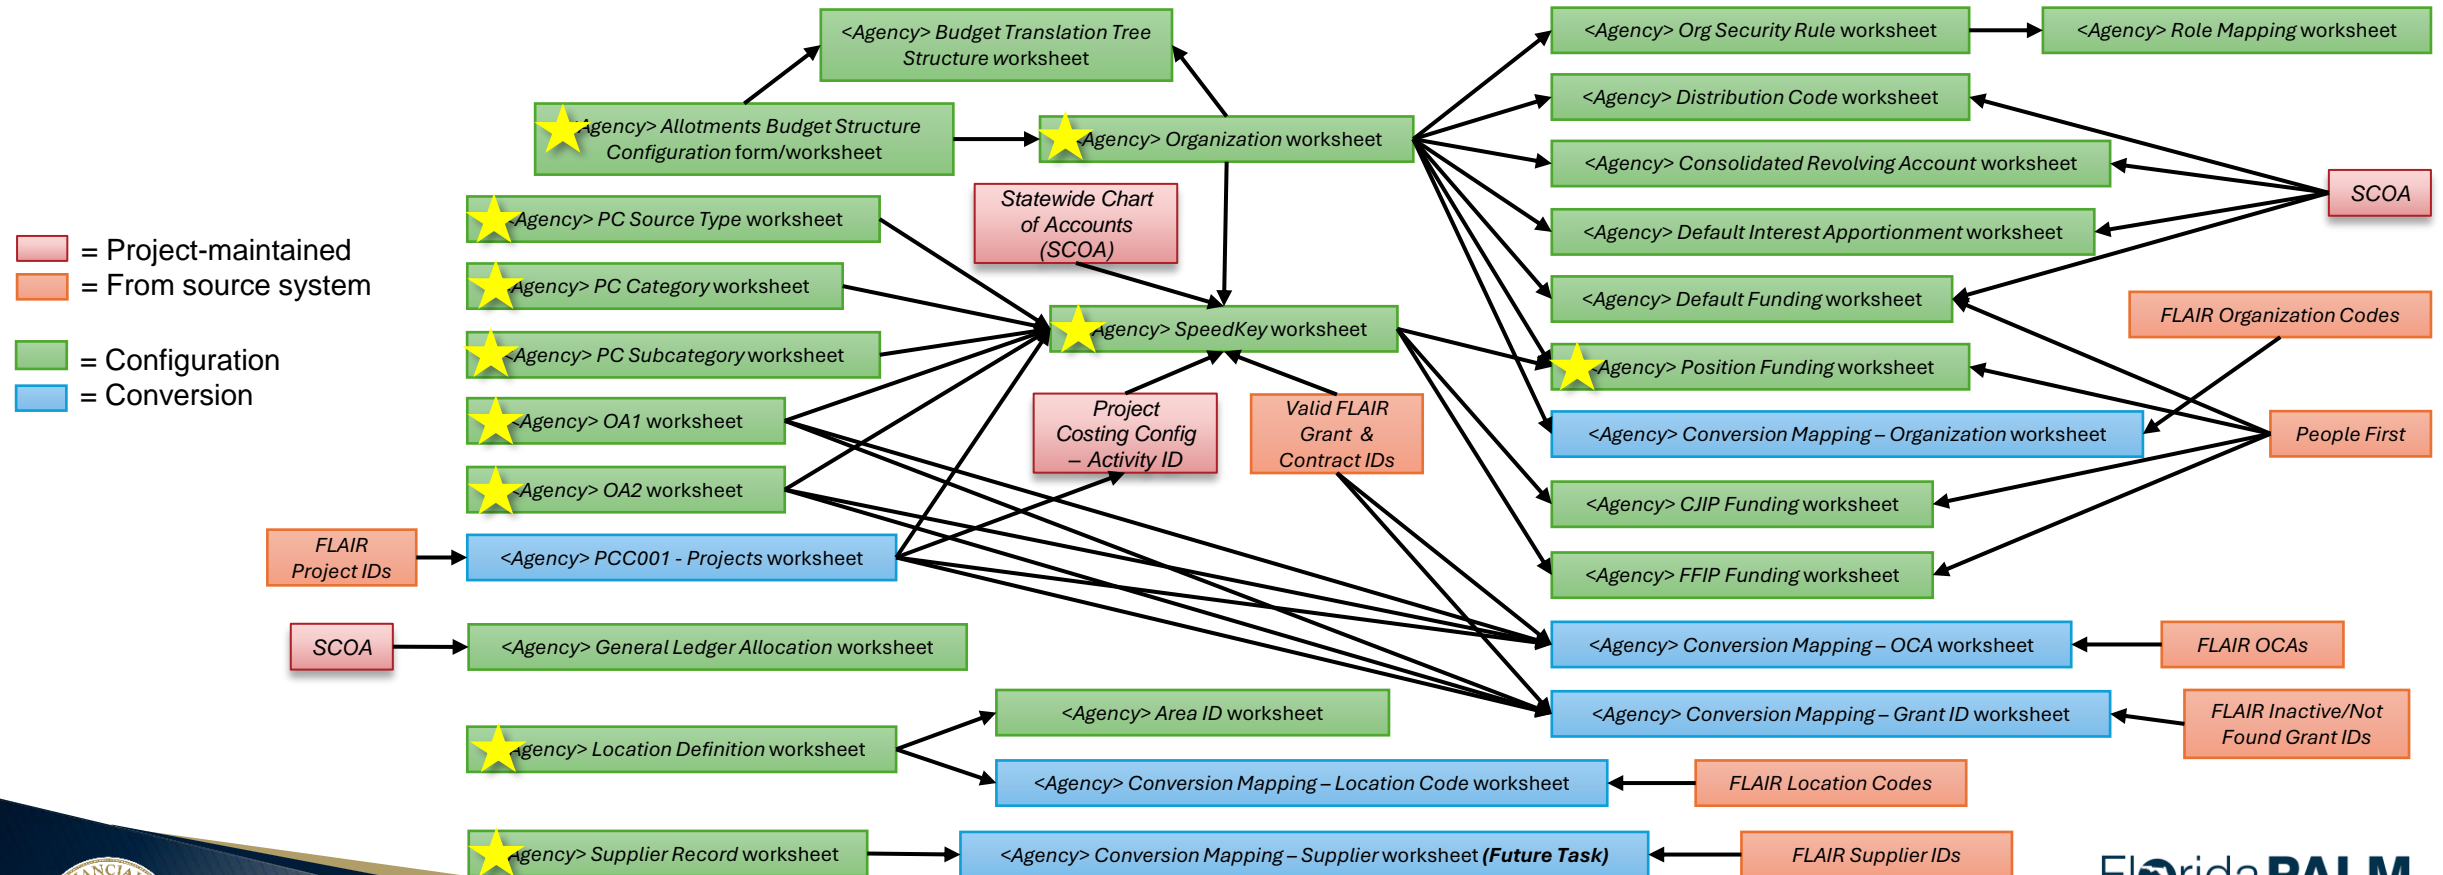 <Agency> Budget Translation Tree
Structure worksheet
<Agency> Org Security Rule worksheet
<Agency> Role Mapping worksheet
<Agency> Distribution Code worksheet
Agency> Allotments Budget Structure
Configuration form/worksheet
Agency> Organization worksheet
<Agency> Consolidated Revolving Account worksheet
SCOA
<Agency> PC Source Type worksheet
Statewide Chart
of Accounts
(SCOA)
<Agency> Default Interest Apportionment worksheet
= Project-maintained
= From source system
<Agency> PC Category worksheet
<Agency> Default Funding worksheet
FLAIR Organization Codes
Agency> SpeedKey worksheet
= Configuration
= Conversion
<Agency> PC Subcategory worksheet
<Agency> Position Funding worksheet
<Agency> OA1 worksheet
Project
Costing Config
– Activity ID
Valid FLAIR
Grant &
Contract IDs
<Agency> Conversion Mapping – Organization worksheet
People First
<Agency> OA2 worksheet
<Agency> CJIP Funding worksheet
FLAIR
Project IDs
<Agency> PCC001 - Projects worksheet
<Agency> FFIP Funding worksheet
SCOA
<Agency> General Ledger Allocation worksheet
<Agency> Conversion Mapping – OCA worksheet
FLAIR OCAs
<Agency> Area ID worksheet
<Agency> Conversion Mapping – Grant ID worksheet
FLAIR Inactive/Not
Found Grant IDs
Agency> Location Definition worksheet
<Agency> Conversion Mapping – Location Code worksheet
FLAIR Location Codes
Agency> Supplier Record worksheet
<Agency> Conversion Mapping – Supplier worksheet (Future Task)
FLAIR Supplier IDs
Florida PALM